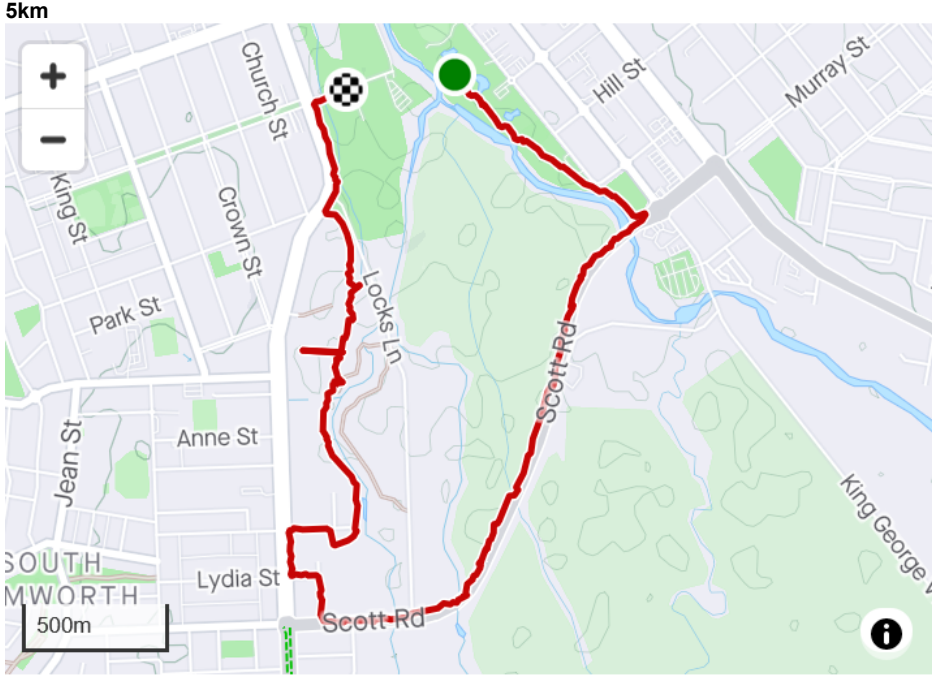 5km
+
−
Church St
Hill St
Murray St
King St
Crown St
Park St
Locks Ln
Scott Rd
Jean St
Anne St
King George
SOUTH
MWORTH
Lydia St
Scott Rd
500m
i